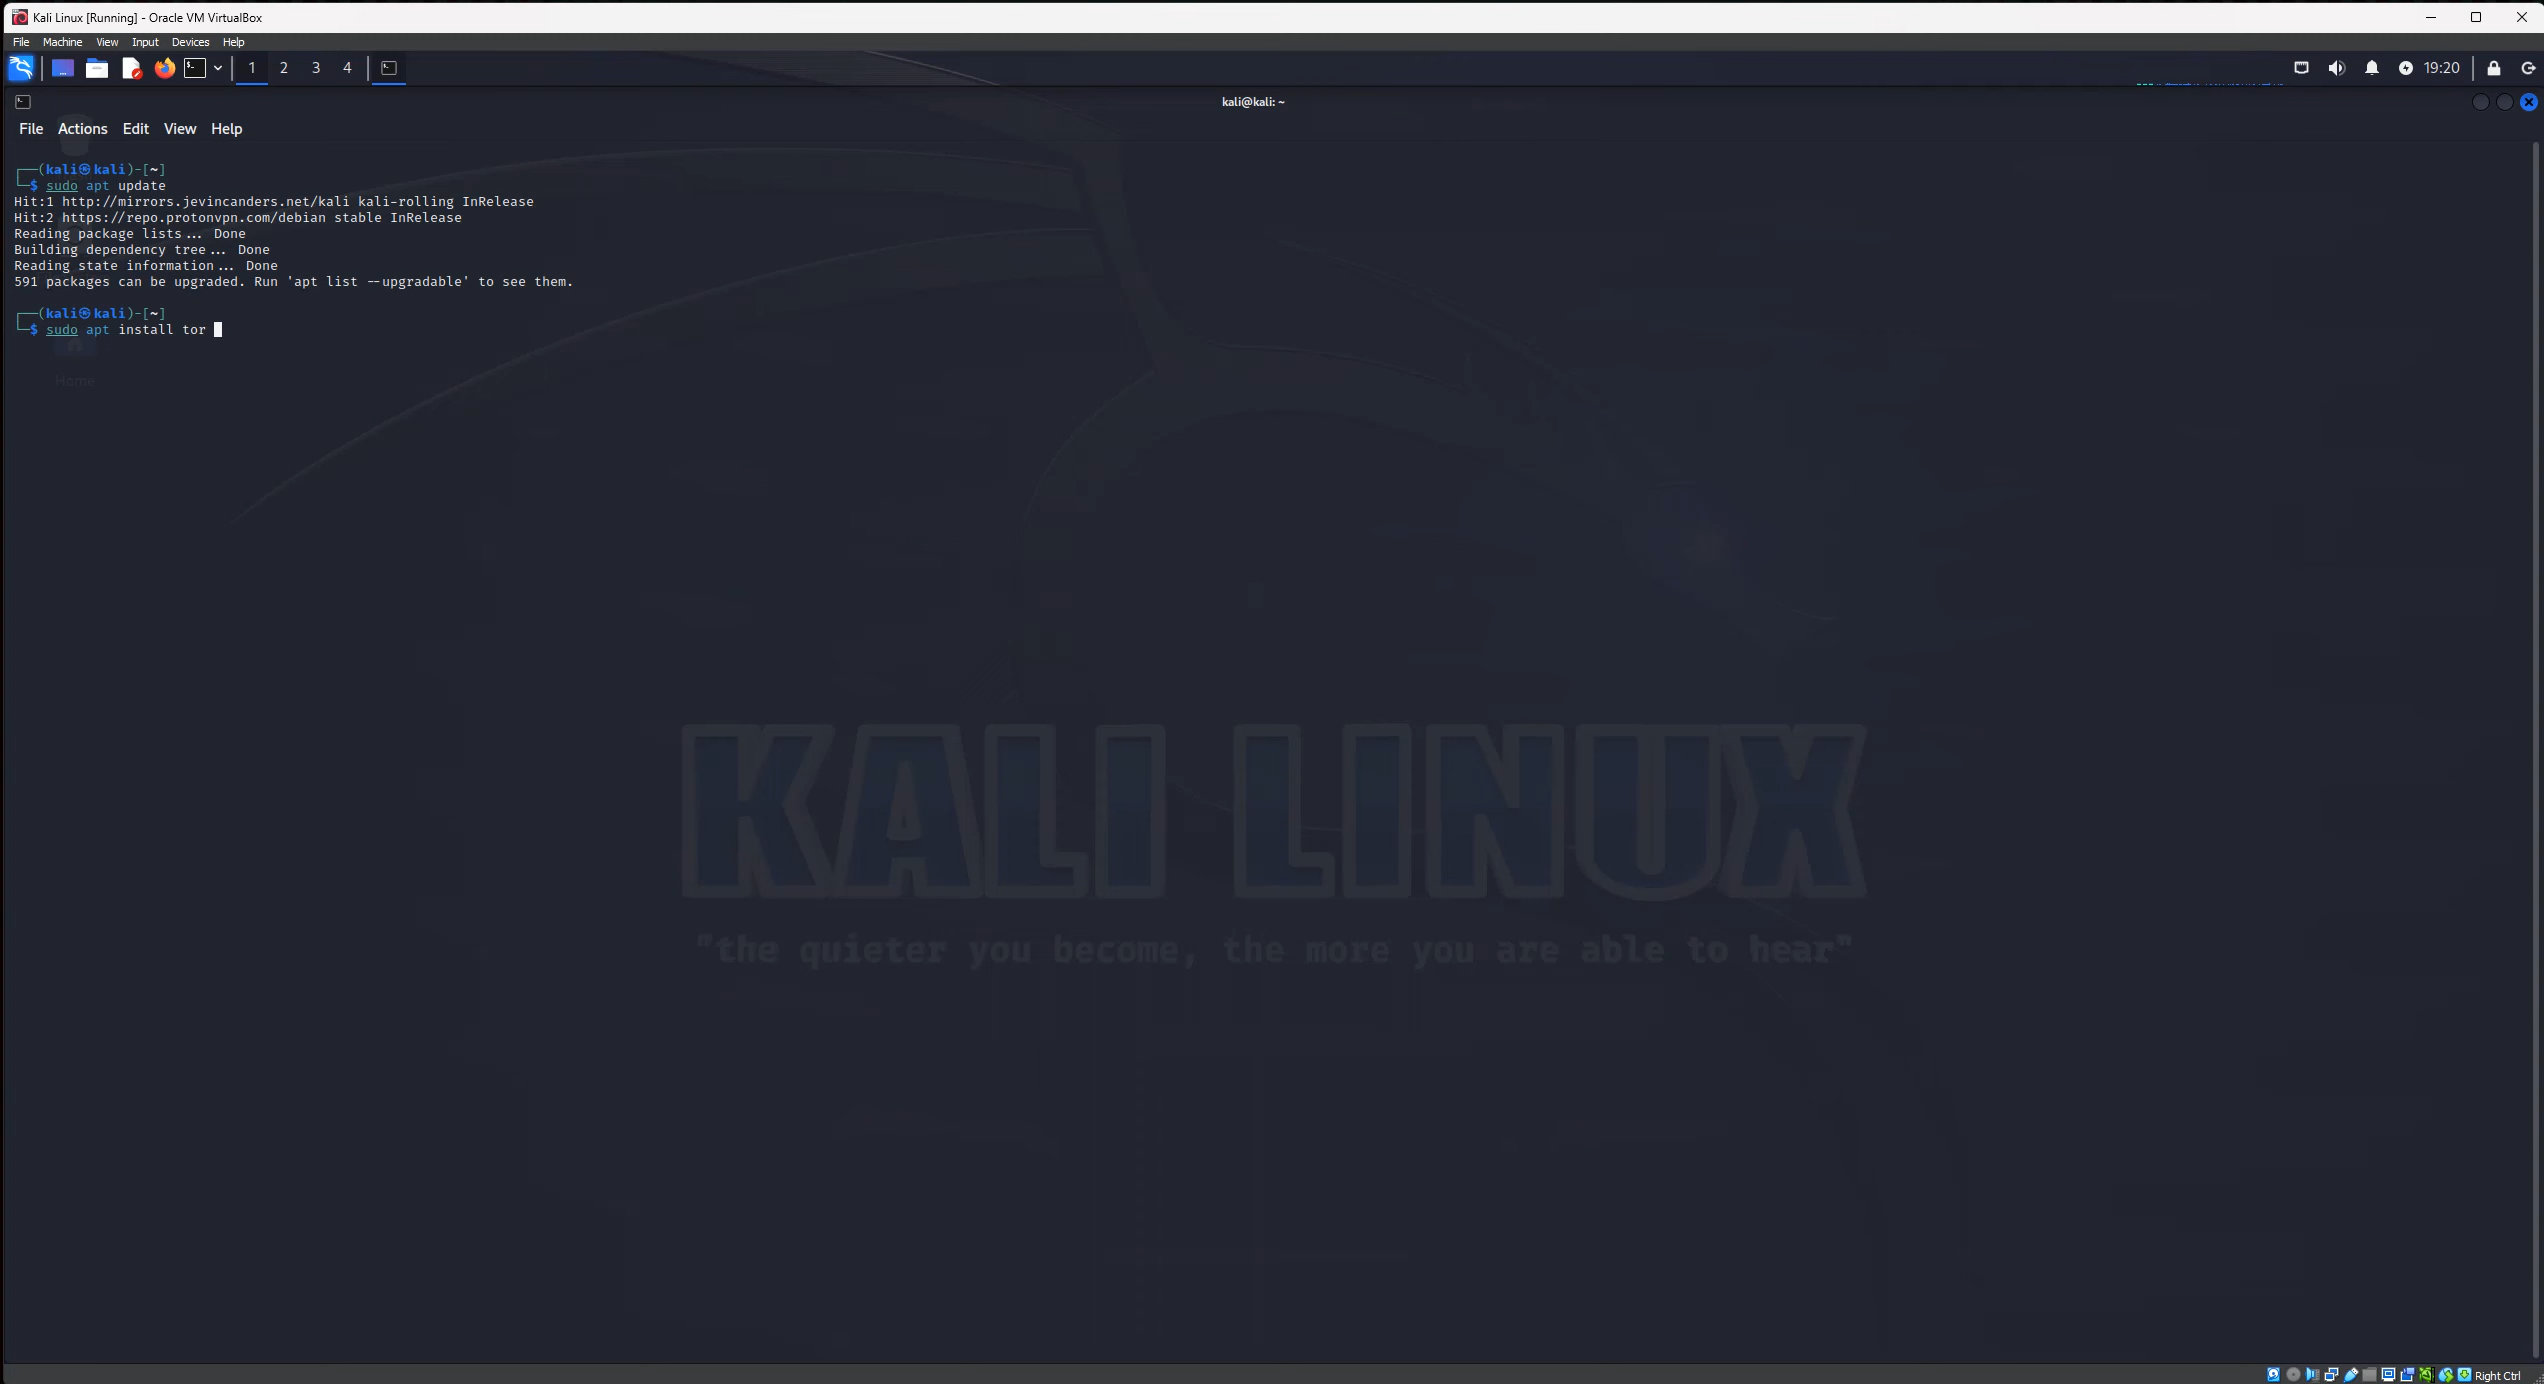 Kali Linux [Running] - Oracle VM VirtualBox
File Machine View Input Devices Help
1 2 3 4 19:20
kali@kali: ~
File Actions Edit View Help
┌──(kali㉿kali)-[~]
└─$ sudo apt update
Hit:1 http://mirrors.jevincanders.net/kali kali-rolling InRelease
Hit:2 https://repo.protonvpn.com/debian stable InRelease
Reading package lists... Done
Building dependency tree... Done
Reading state information... Done
591 packages can be upgraded. Run 'apt list --upgradable' to see them.
┌──(kali㉿kali)-[~]
└─$ sudo apt install tor
Home
KALI LINUX
"the quieter you become, the more you are able to hear"
Right Ctrl